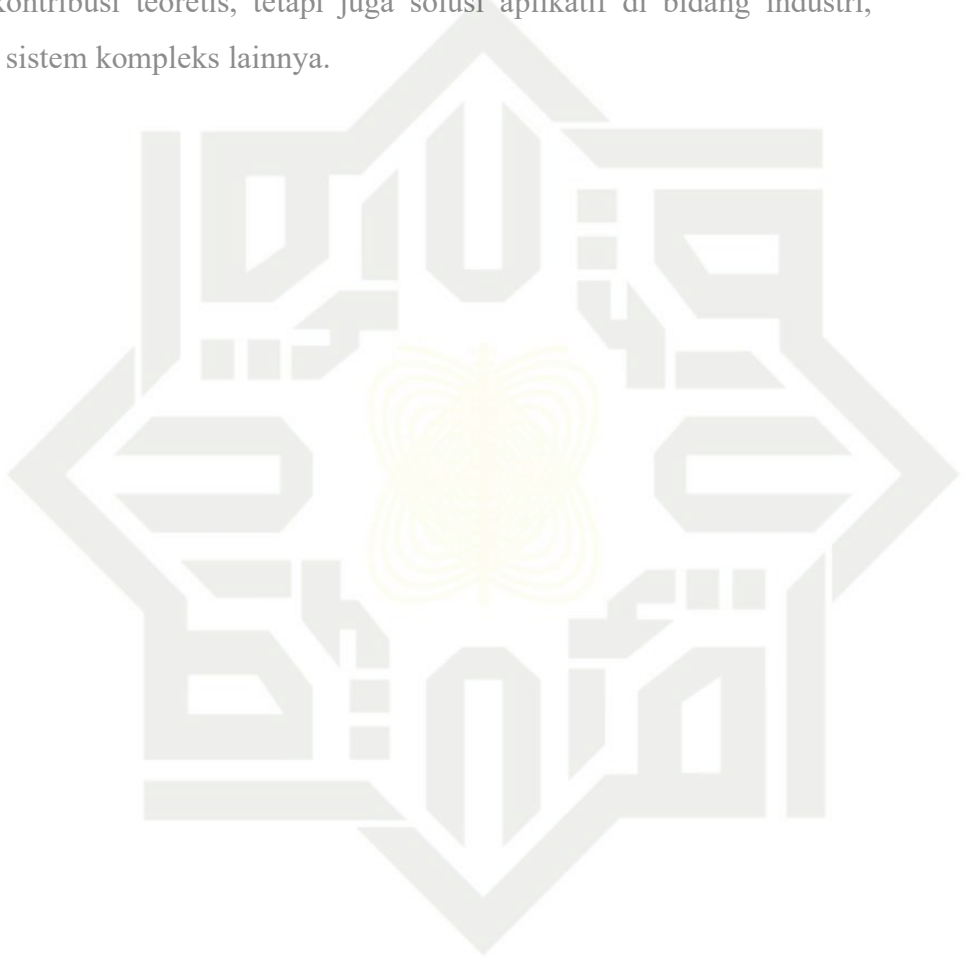 kontribusi teoretis, tetapi juga solusi aplikatif di bidang industri,
sistem kompleks lainnya.